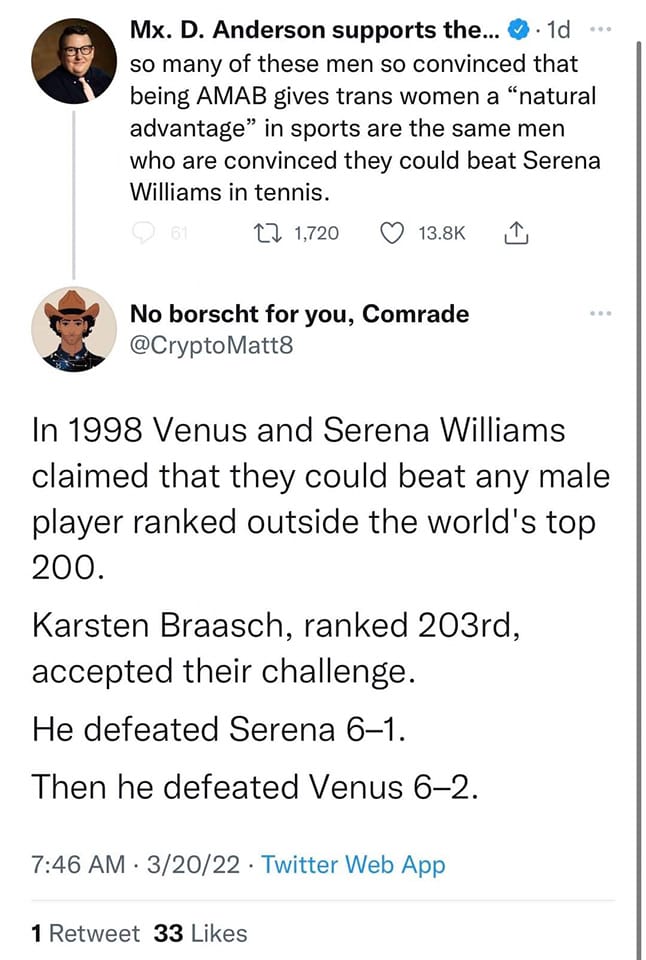 Mx. D. Anderson supports the... · 1d ...
so many of these men so convinced that
being AMAB gives trans women a “natural
advantage” in sports are the same men
who are convinced they could beat Serena
Williams in tennis.
61 1,720 13.8K
No borscht for you, Comrade ...
@CryptoMatt8
In 1998 Venus and Serena Williams
claimed that they could beat any male
player ranked outside the world's top
200.
Karsten Braasch, ranked 203rd,
accepted their challenge.
He defeated Serena 6–1.
Then he defeated Venus 6–2.
7:46 AM · 3/20/22 · Twitter Web App
1 Retweet 33 Likes